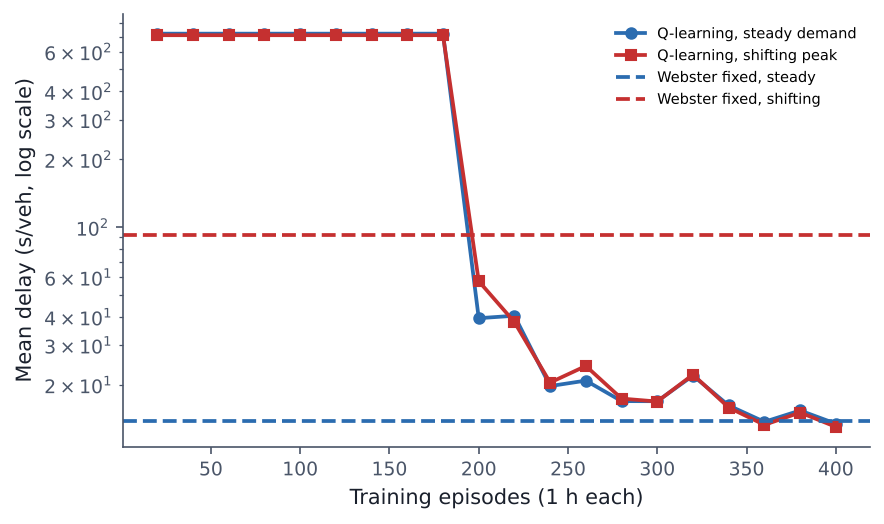 Q-learning, steady demand
Q-learning, shifting peak
Webster fixed, steady
Webster fixed, shifting
Mean delay (s/veh, log scale)
6 × 10²
4 × 10²
3 × 10²
2 × 10²
10²
6 × 10¹
4 × 10¹
3 × 10¹
2 × 10¹
50 100 150 200 250 300 350 400
Training episodes (1 h each)